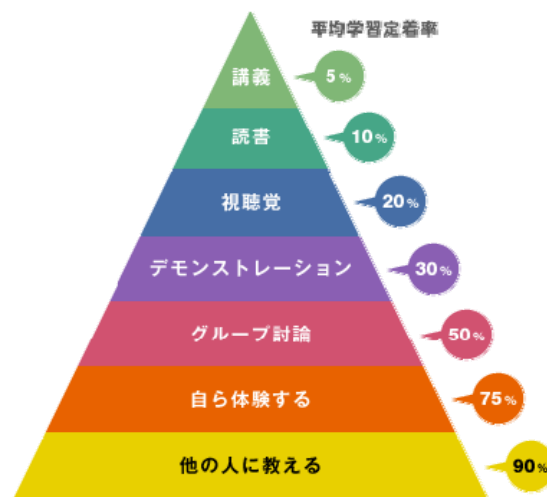 平均学習定着率
講義 5%
読書 10%
視聴覚 20%
デモンストレーション 30%
グループ討論 50%
自ら体験する 75%
他の人に教える 90%